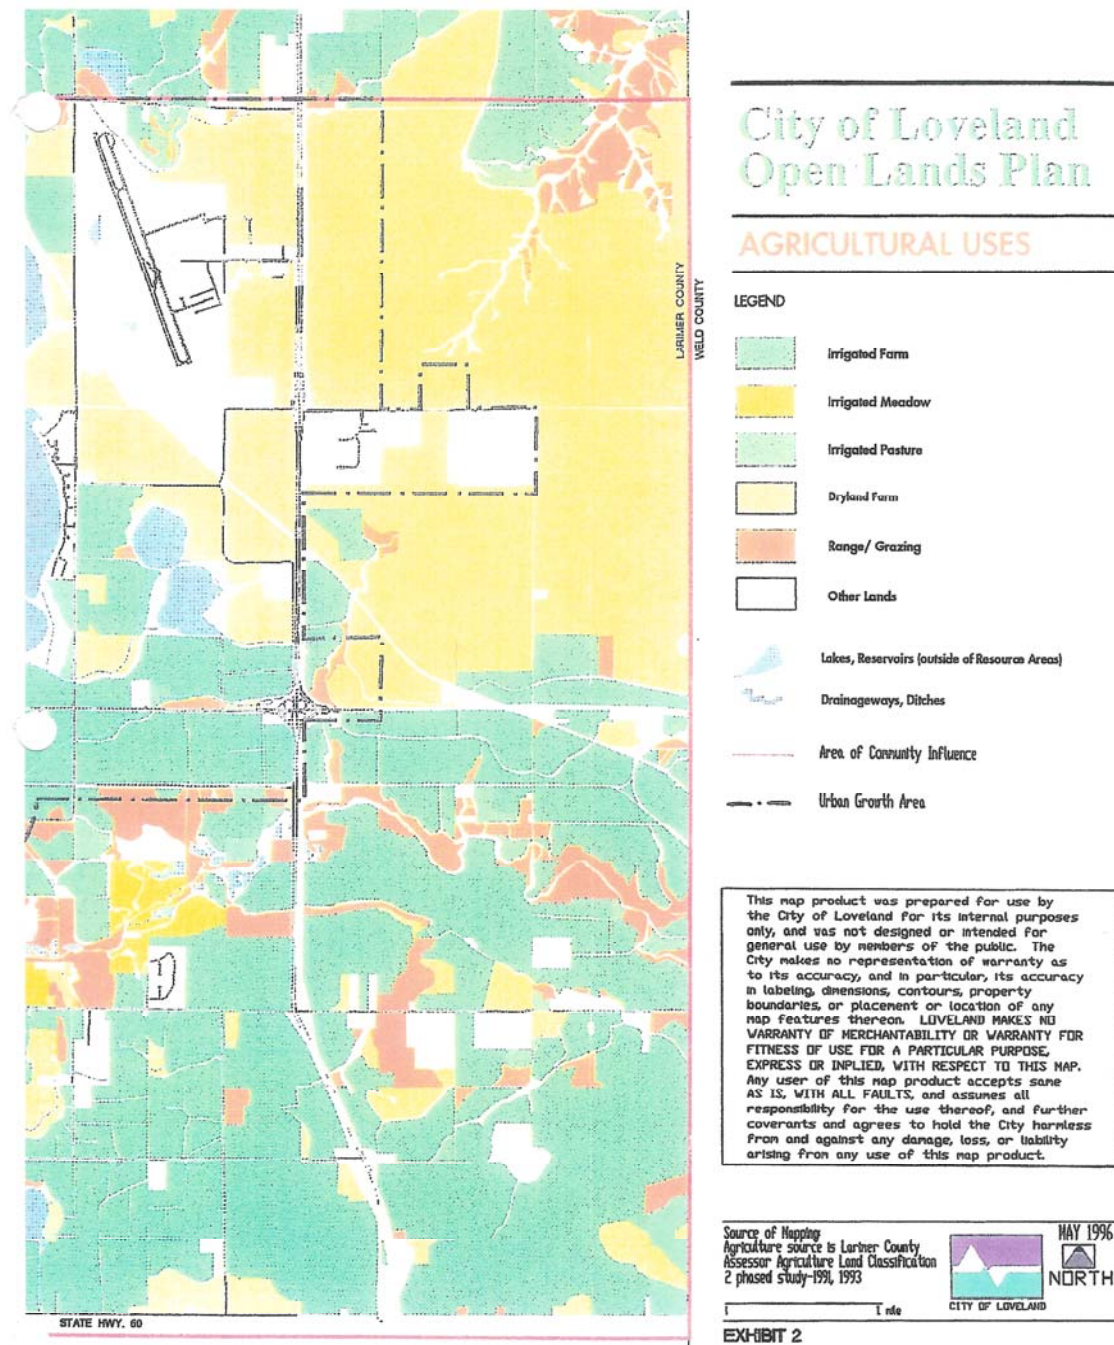 City of Loveland
Open Lands Plan
AGRICULTURAL USES
LARIMER COUNTY
WELD COUNTY
LEGEND
Irrigated Farm
Irrigated Meadow
Irrigated Pasture
Dryland Farm
Range/ Grazing
Other Lands
Lakes, Reservoirs (outside of Resource Areas)
Drainageways, Ditches
Area of Community Influence
Urban Growth Area
This map product was prepared for use by
the City of Loveland for its internal purposes
only, and was not designed or intended for
general use by members of the public. The
City makes no representation of warranty as
to its accuracy, and in particular, its accuracy
in labeling, dimensions, contours, property
boundaries, or placement or location of any
map features thereon. LOVELAND MAKES NO
WARRANTY OF MERCHANTABILITY OR WARRANTY FOR
FITNESS OF USE FOR A PARTICULAR PURPOSE,
EXPRESS OR INPLIED, WITH RESPECT TO THIS MAP.
Any user of this map product accepts same
AS IS, WITH ALL FAULTS, and assumes all
responsibility for the use thereof, and further
coverants and agrees to hold the City harmless
from and against any damage, loss, or liability
arising from any use of this map product.
Source of Mapping
Agriculture source is Larimer County
Assessor Agriculture Land Classification
2 phased study-1991, 1993
1 mile
MAY 1996
NORTH
CITY OF LOVELAND
STATE HWY. 60
EXHIBIT 2